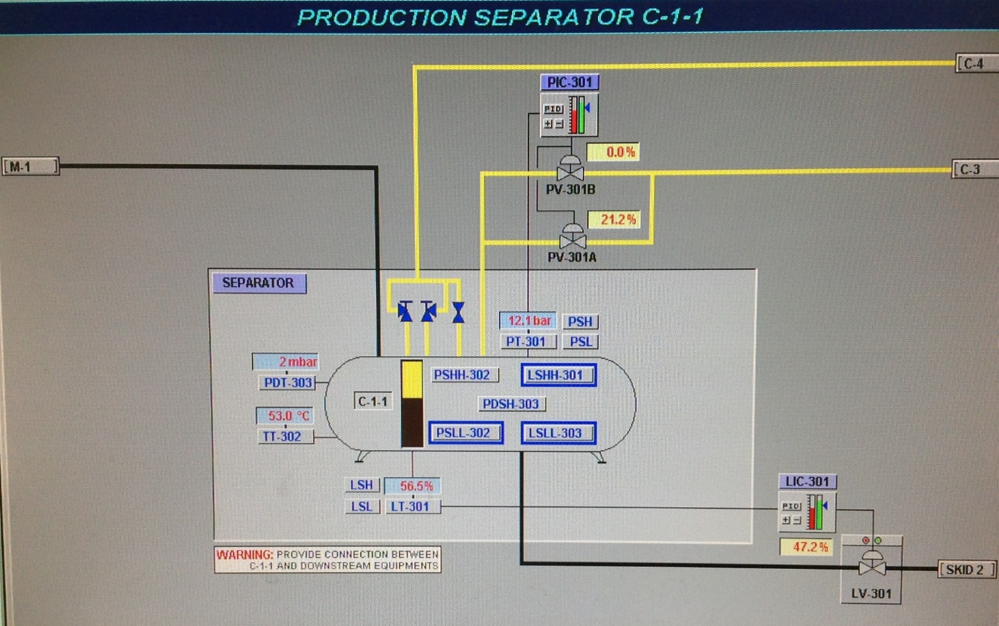 PRODUCTION SEPARATOR C-1-1
[C-4
PIC-301
PID
+ -
0.0%
[M-1 ]
[C-3
PV-301B
21.2%
PV-301A
SEPARATOR
12.1 bar PSH
PT-301 PSL
2 mbar
PDT-303
PSHH-302 LSHH-301
C-1-1
PDSH-303
53.0 °C
TT-302
PSLL-302 LSLL-303
LSH 56.5%
LSL LT-301
LIC-301
PID
+ -
47.2%
WARNING: PROVIDE CONNECTION BETWEEN
C-1-1 AND DOWNSTREAM EQUIPMENTS
[SKID 2 ]
LV-301